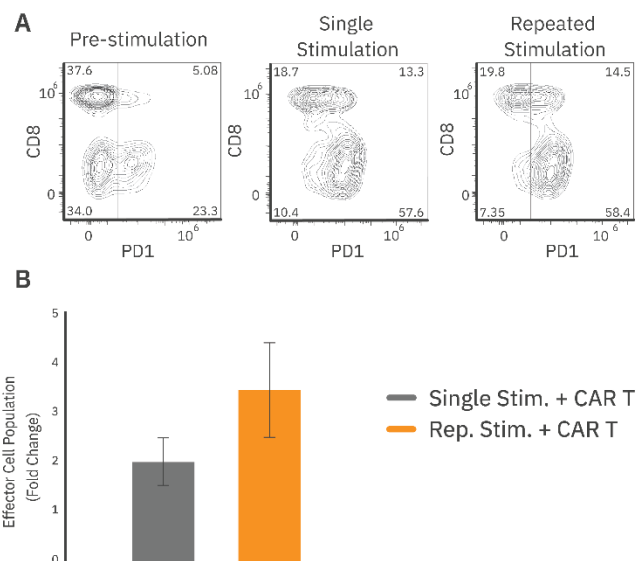 A
Pre-stimulation
Single
Stimulation
Repeated
Stimulation
37.6
5.08
10⁶
CD8
0
34.0
23.3
0
10⁶
PD1
18.7
13.3
10⁶
CD8
0
10.4
57.6
0
10⁶
PD1
19.8
14.5
10⁶
CD8
0
7.35
58.4
0
10⁶
PD1
B
Effector Cell Population
(Fold Change)
5
4
3
2
1
0
Single Stim. + CAR T
Rep. Stim. + CAR T